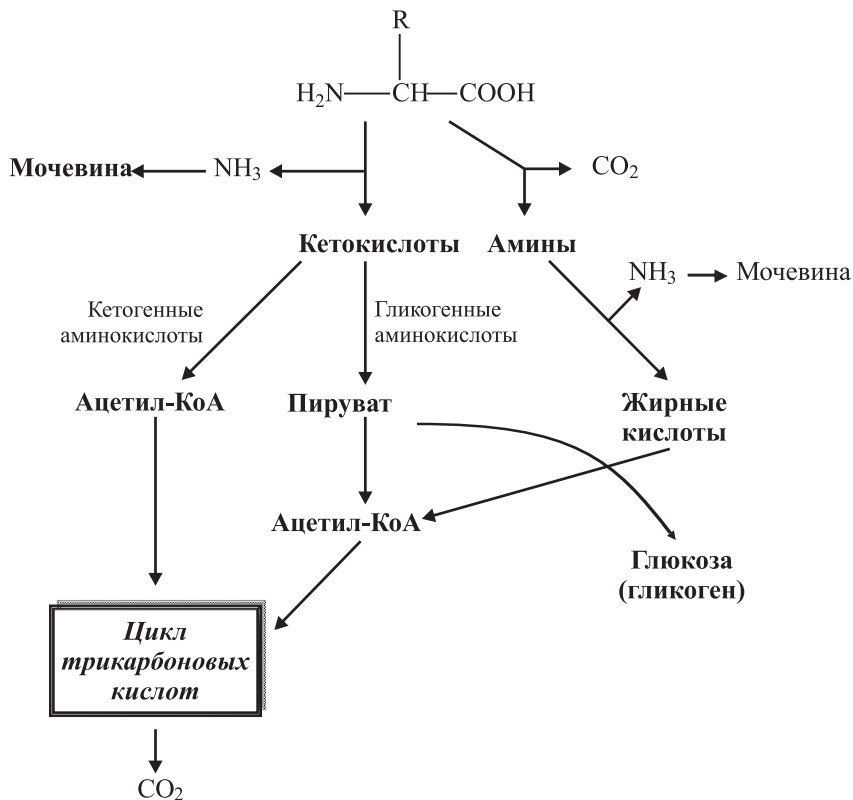 R
H₂N—CH—COOH
Мочевина NH₃ CO₂
Кетокислоты Амины
NH₃ Мочевина
Кетогенные
аминокислоты
Гликогенные
аминокислоты
Ацетил-КоА Пируват Жирные
кислоты
Ацетил-КоА
Глюкоза
(гликоген)
Цикл
трикарбоновых
кислот
CO₂